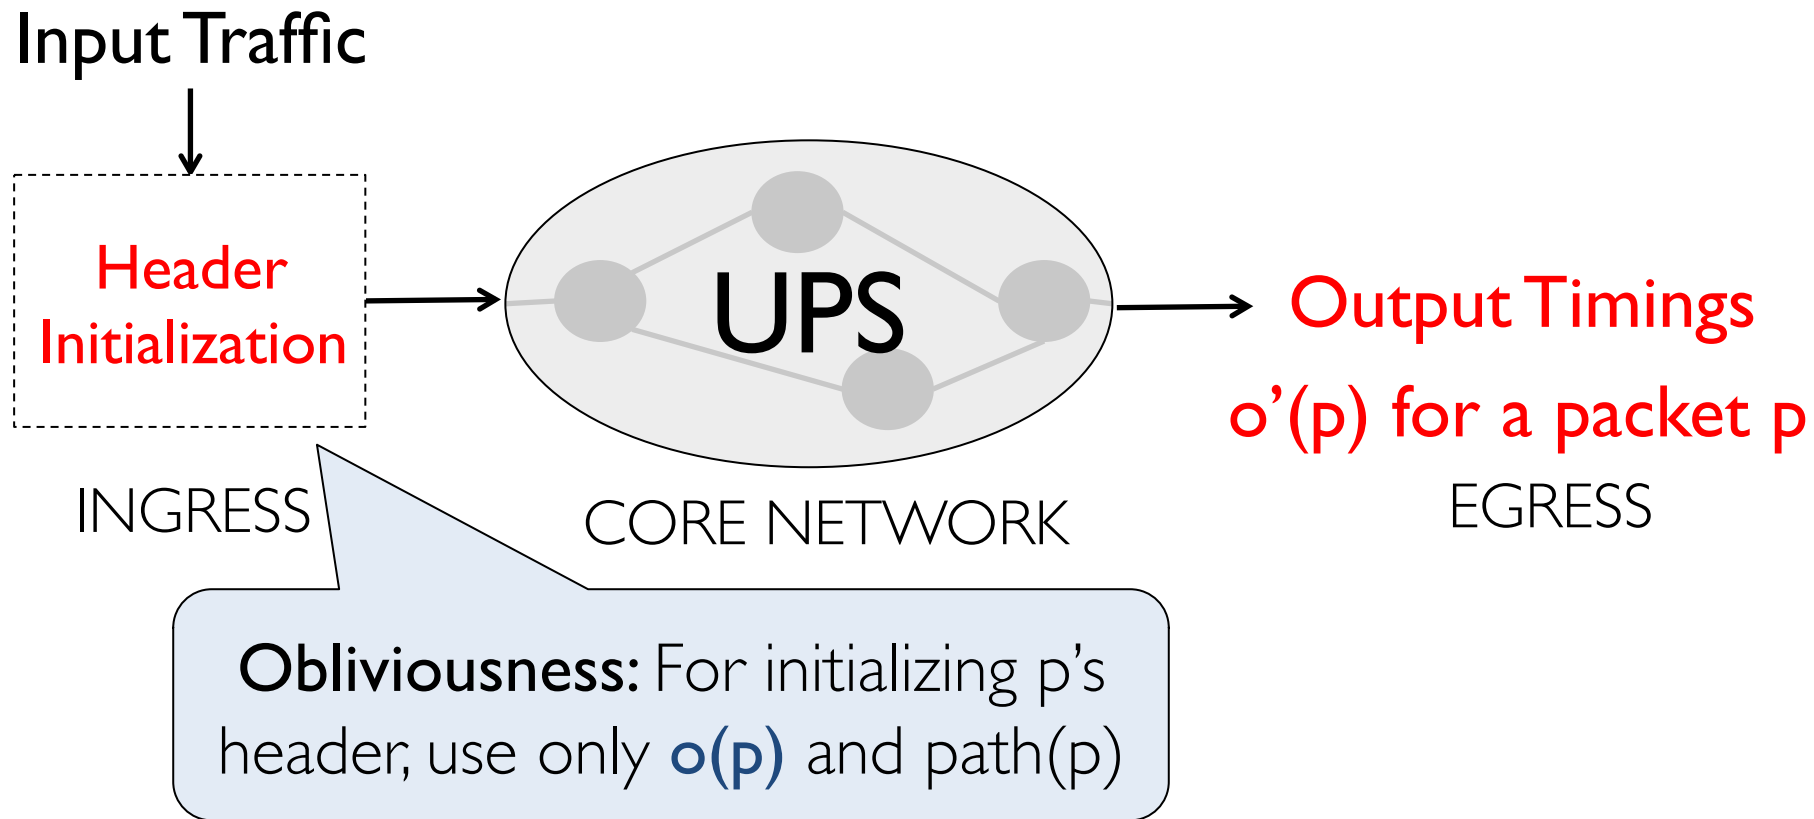 Input Traffic
Header
Initialization
UPS
Output Timings
o’(p) for a packet p
INGRESS
CORE NETWORK
EGRESS
Obliviousness: For initializing p’s
header, use only o(p) and path(p)